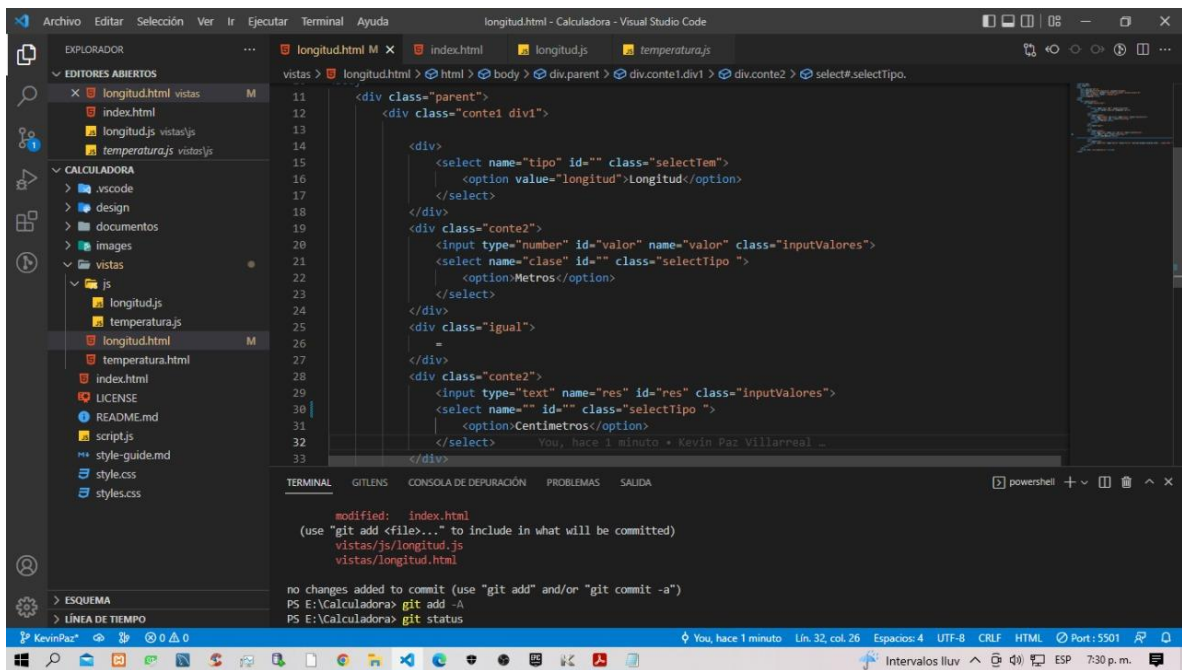 Archivo Editar Selección Ver Ir Ejecutar Terminal Ayuda longitud.html - Calculadora - Visual Studio Code
EXPLORADOR
EDITORES ABIERTOS
longitud.html vistas M
index.html
longitud.js vistas\js
temperatura.js vistas\js
CALCULADORA
.vscode
design
documentos
images
vistas
js
longitud.js
temperatura.js
longitud.html M
temperatura.html
index.html
LICENSE
README.md
script.js
style-guide.md
style.css
styles.css
ESQUEMA
LÍNEA DE TIEMPO
longitud.html M index.html longitud.js temperatura.js
vistas > longitud.html > html > body > div.parent > div.conte1.div1 > div.conte2 > select#.selectTipo.
11 <div class="parent">
12 <div class="conte1 div1">
13
14 <div>
15 <select name="tipo" id="" class="selectTem">
16 <option value="longitud">Longitud</option>
17 </select>
18 </div>
19 <div class="conte2">
20 <input type="number" id="valor" name="valor" class="inputValores">
21 <select name="clase" id="" class="selectTipo ">
22 <option>Metros</option>
23 </select>
24 </div>
25 <div class="igual">
26 =
27 </div>
28 <div class="conte2">
29 <input type="text" name="res" id="res" class="inputValores">
30 <select name="" id="" class="selectTipo ">
31 <option>Centimetros</option>
32 </select> You, hace 1 minuto • Kevin Paz Villarreal …
33 </div>
TERMINAL GITLENS CONSOLA DE DEPURACIÓN PROBLEMAS SALIDA powershell
modified: index.html
(use "git add <file>..." to include in what will be committed)
vistas/js/longitud.js
vistas/longitud.html
no changes added to commit (use "git add" and/or "git commit -a")
PS E:\Calculadora> git add -A
PS E:\Calculadora> git status
KevinPaz* 0 0 You, hace 1 minuto Lín. 32, col. 26 Espacios: 4 UTF-8 CRLF HTML Port : 5501
Intervalos lluv ESP 7:30 p. m.